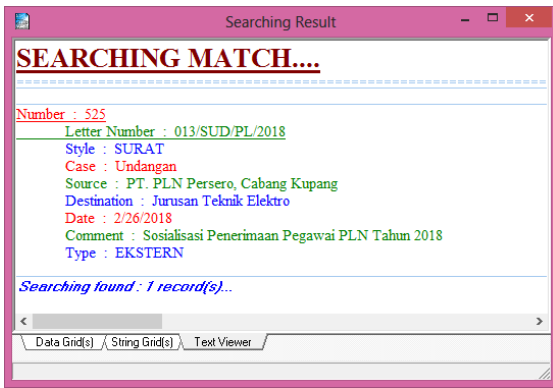 Searching Result
SEARCHING MATCH....
Number : 525
Letter Number : 013/SUD/PL/2018
Style : SURAT
Case : Undangan
Source : PT. PLN Persero, Cabang Kupang
Destination : Jurusan Teknik Elektro
Date : 2/26/2018
Comment : Sosialisasi Penerimaan Pegawai PLN Tahun 2018
Type : EKSTERN
Searching found : 1 record(s)...
Data Grid(s) String Grid(s) Text Viewer